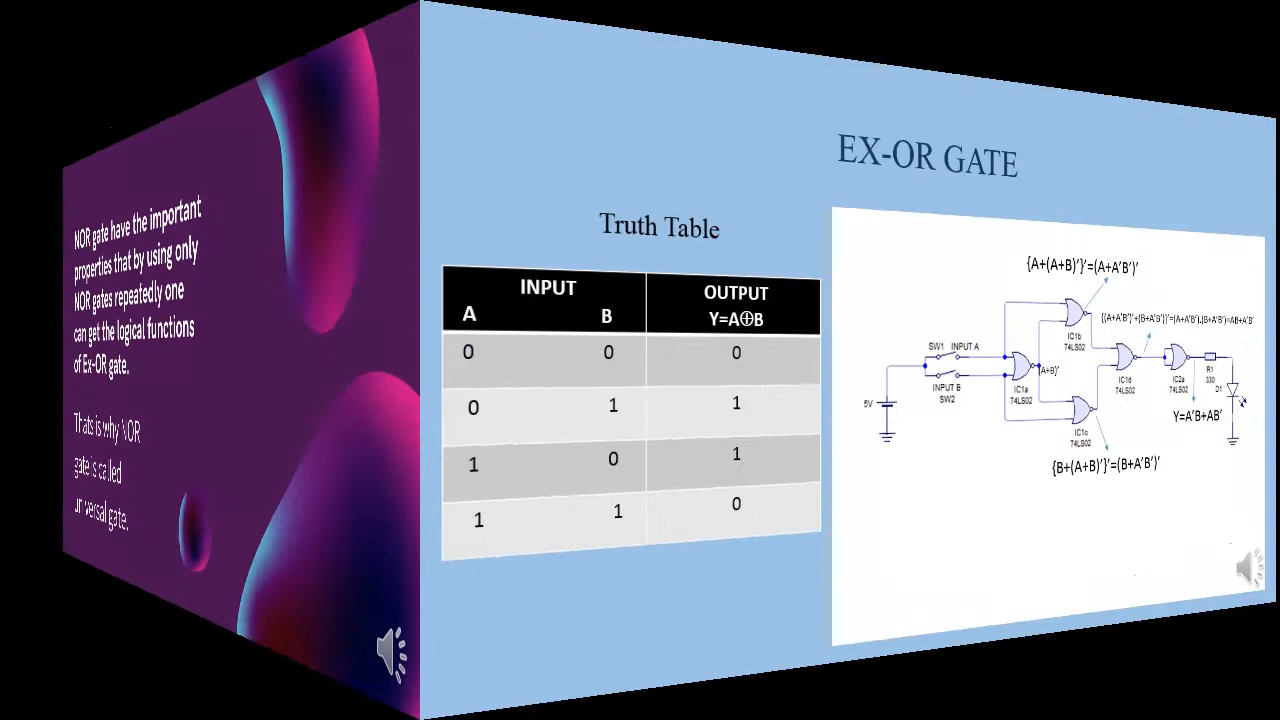 NOR gate have the important
properties that by using only
NOR gates repeatedly one
can get the logical functions
of Ex-OR gate.
Thats is why NOR
gate is called
universal gate.
EX-OR GATE
Truth Table
INPUT OUTPUT
A B Y=A⊕B
0 0 0
0 1 1
1 0 1
1 1 0
{A+(A+B)'}'=(A+A'B')'
{(A+A'B')'+(B+A'B')'}'=(A+A'B').(B+A'B')=AB+A'B'
IC1b
74LS02
SW1 INPUT A
INPUT B
SW2
5V
(A+B)'
IC1a
74LS02
IC1d
74LS02
IC2a
74LS02
R1
330
D1
Y=A'B+AB'
IC1c
74LS02
{B+(A+B)'}'=(B+A'B')'